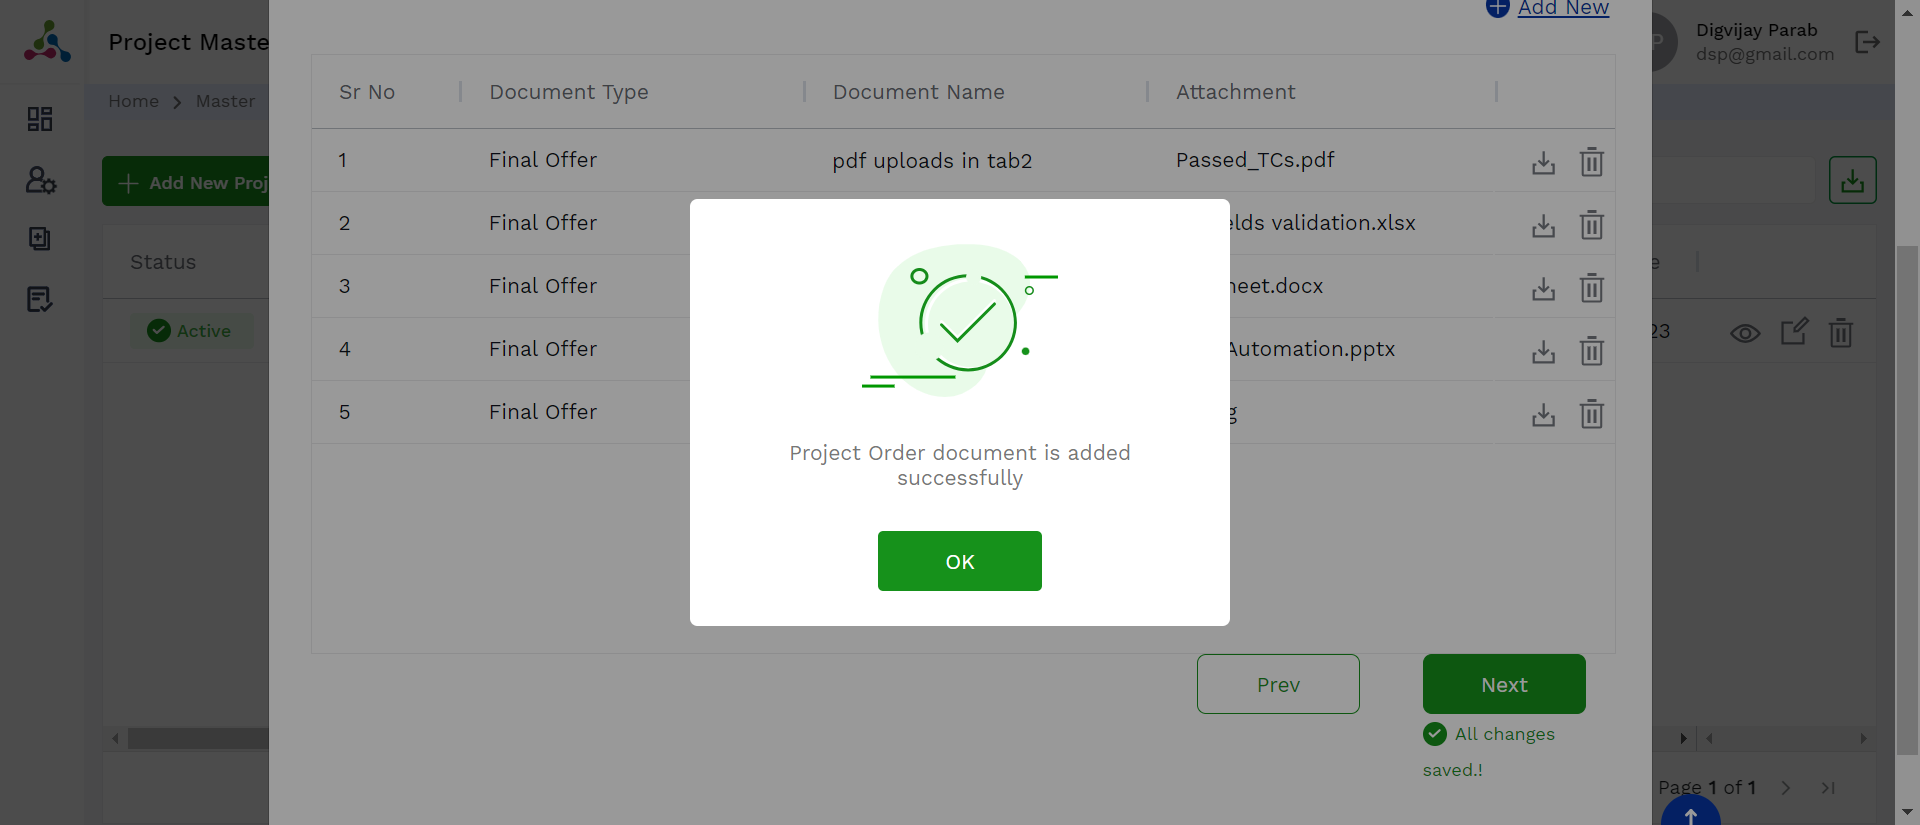 Add New
Project Maste
Digvijay Parab
dsp@gmail.com
Home Master
Sr No Document Type Document Name Attachment
1 Final Offer pdf uploads in tab2 Passed_TCs.pdf
Add New Proj
2 Final Offer elds validation.xlsx
Status
3 Final Offer heet.docx
Active
23
4 Final Offer Automation.pptx
5 Final Offer g
Project Order document is added
successfully
OK
Prev Next
All changes
saved.!
Page 1 of 1